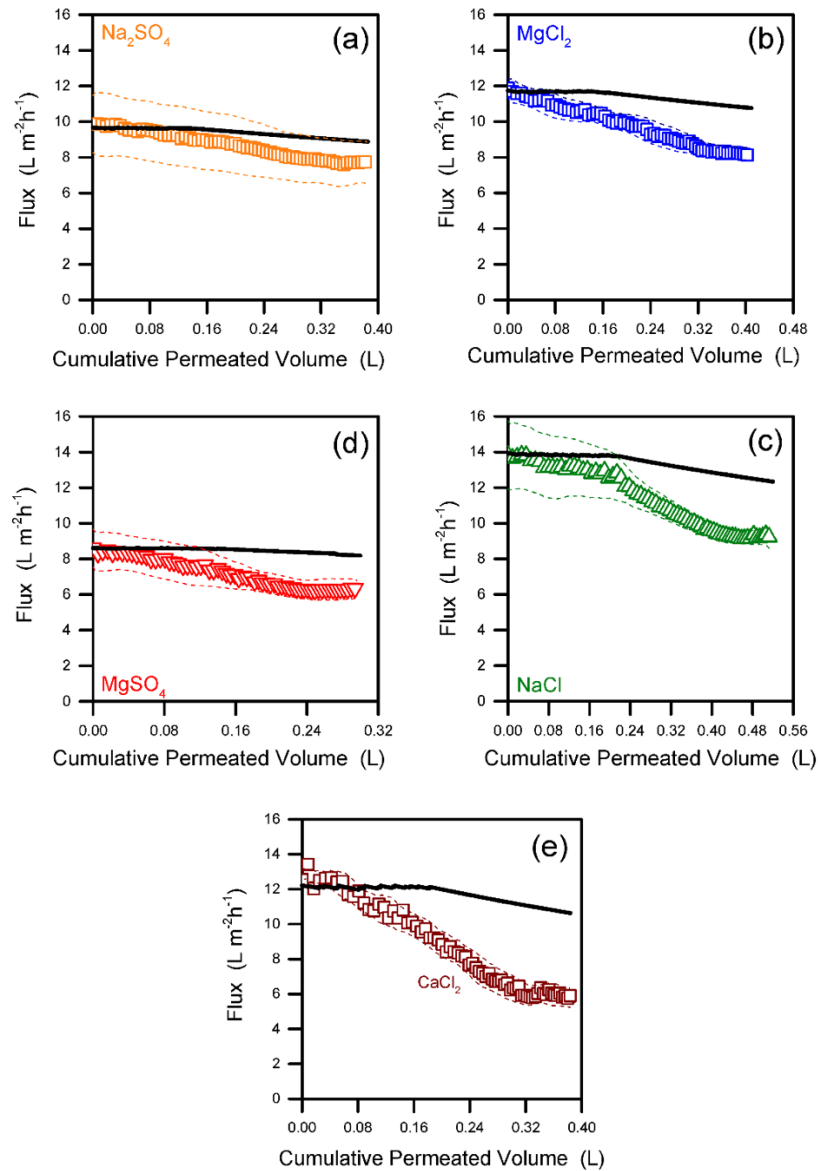 Na₂SO₄
(a)
16
14
12
10
8
6
4
2
0
Flux (L m⁻²h⁻¹)
0.00 0.08 0.16 0.24 0.32 0.40
Cumulative Permeated Volume (L)
MgCl₂
(b)
16
14
12
10
8
6
4
2
0
Flux (L m⁻²h⁻¹)
0.00 0.08 0.16 0.24 0.32 0.40 0.48
Cumulative Permeated Volume (L)
(d)
16
14
12
10
8
6
4
2
0
Flux (L m⁻²h⁻¹)
MgSO₄
0.00 0.08 0.16 0.24 0.32
Cumulative Permeated Volume (L)
(c)
16
14
12
10
8
6
4
2
0
Flux (L m⁻²h⁻¹)
NaCl
0.00 0.08 0.16 0.24 0.32 0.40 0.48 0.56
Cumulative Permeated Volume (L)
(e)
16
14
12
10
8
6
4
2
0
Flux (L m⁻²h⁻¹)
CaCl₂
0.00 0.08 0.16 0.24 0.32 0.40
Cumulative Permeated Volume (L)